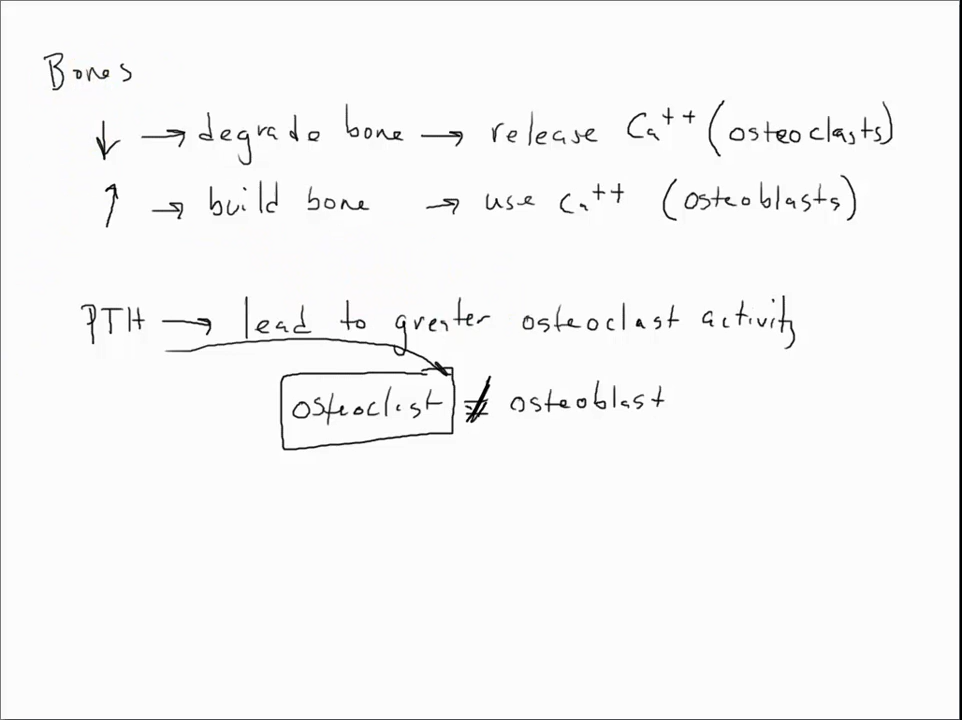 Bones
↓ → degrade bone → release Ca++ (osteoclasts)
↑ → build bone → use Ca++ (osteoblasts)
PTH → lead to greater osteoclast activity
osteoclast ≠ osteoblast